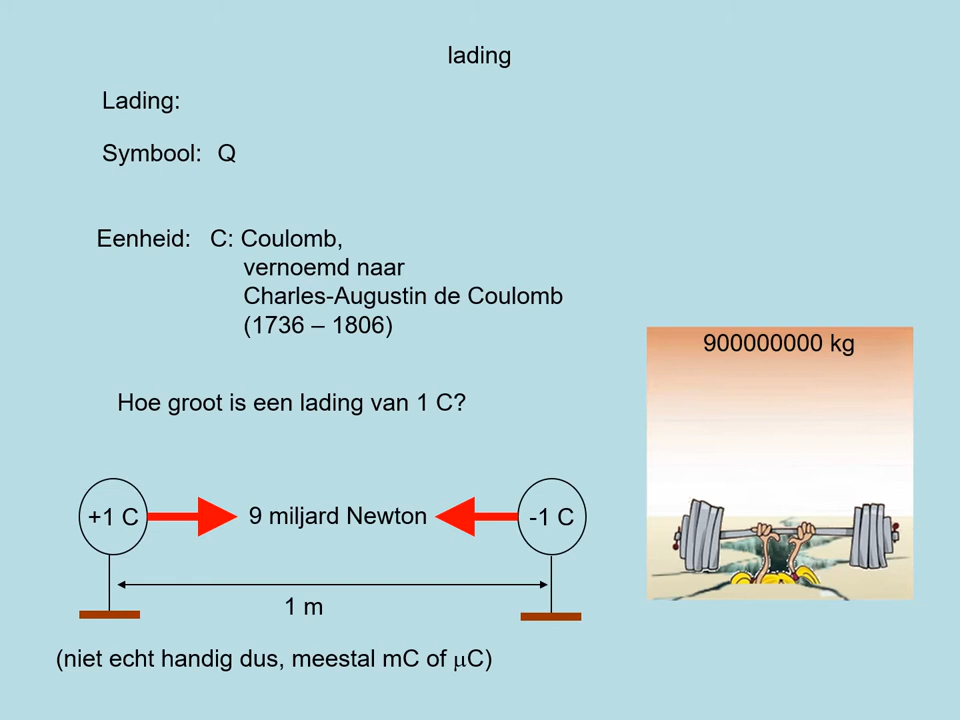 lading
Lading:
Symbool: Q
Eenheid: C: Coulomb,
vernoemd naar
Charles-Augustin de Coulomb
(1736 – 1806)
900000000 kg
Hoe groot is een lading van 1 C?
+1 C
9 miljard Newton
-1 C
1 m
(niet echt handig dus, meestal mC of μC)